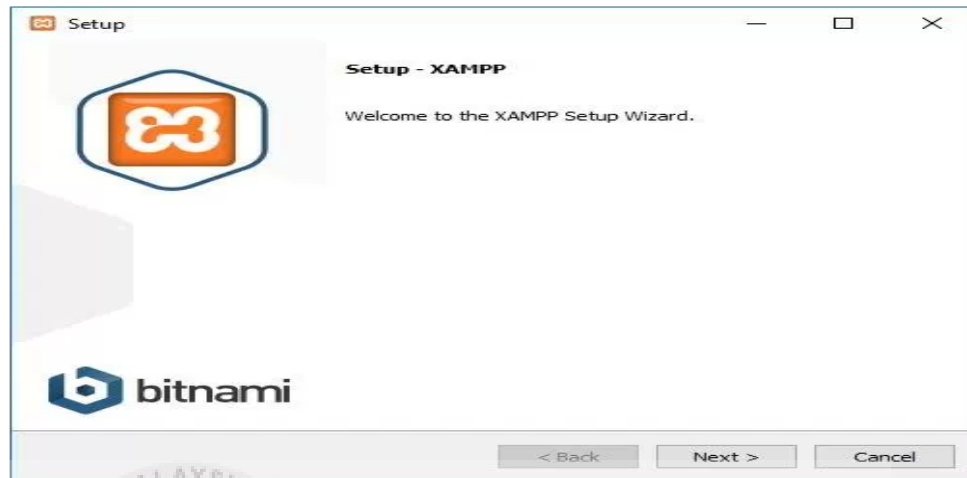 Setup
Setup - XAMPP
Welcome to the XAMPP Setup Wizard.
bitnami
< Back
Next >
Cancel